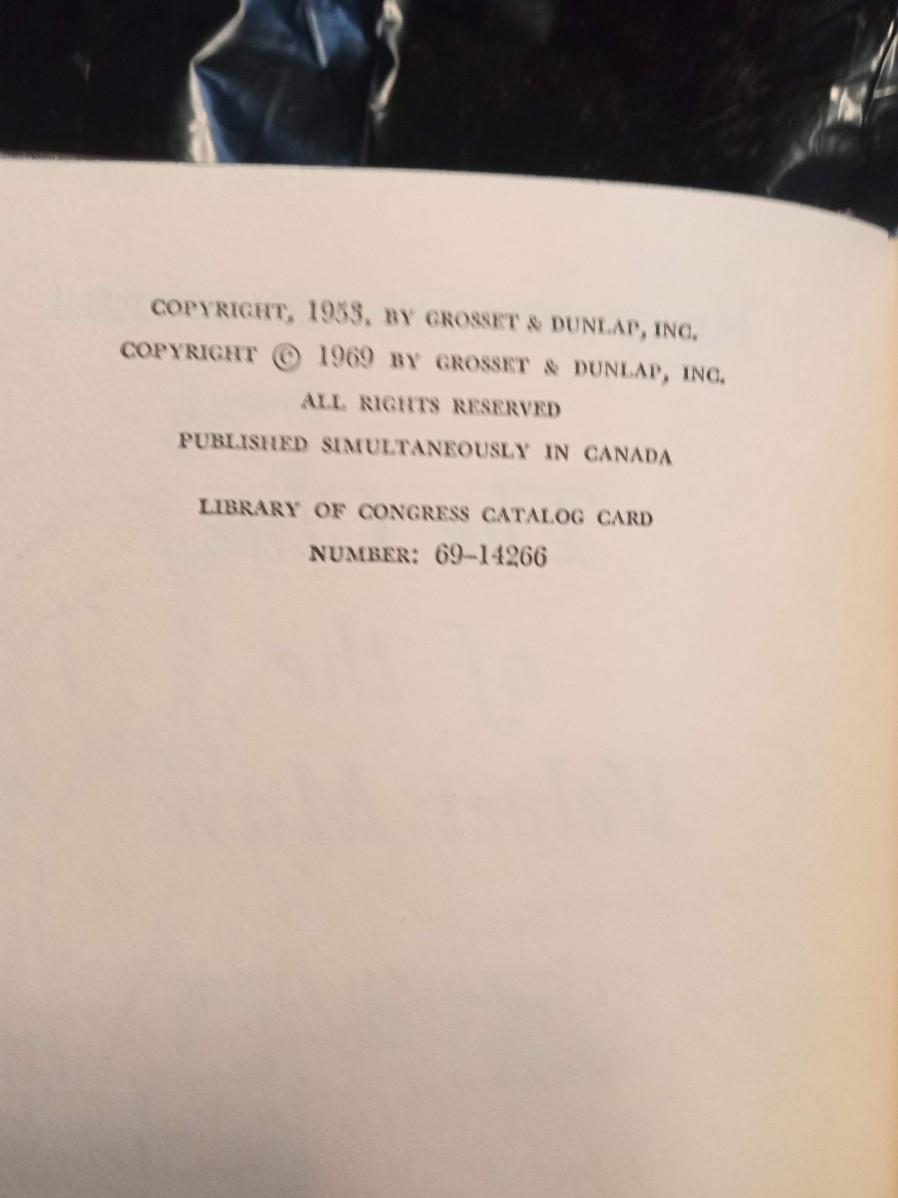 COPYRIGHT, 1953, BY GROSSET & DUNLAP, INC.
COPYRIGHT © 1969 BY GROSSET & DUNLAP, INC.
ALL RIGHTS RESERVED
PUBLISHED SIMULTANEOUSLY IN CANADA
LIBRARY OF CONGRESS CATALOG CARD
NUMBER: 69–14266